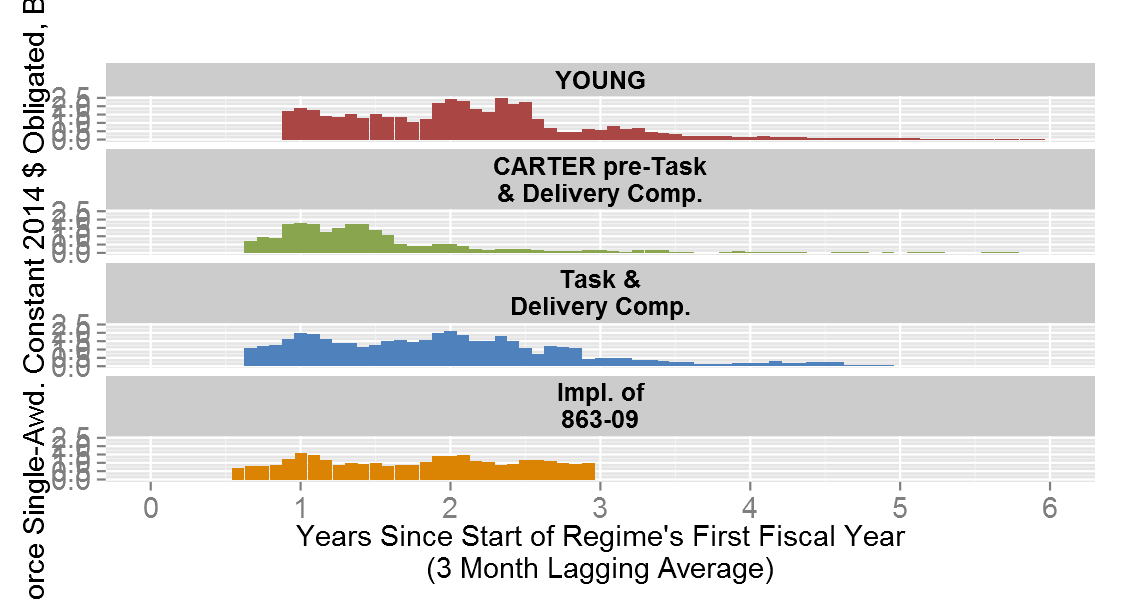 orce Single-Awd. Constant 2014 $ Obligated,
YOUNG
CARTER pre-Task
& Delivery Comp.
Task &
Delivery Comp.
Impl. of
863-09
0 1 2 3 4 5 6
Years Since Start of Regime's First Fiscal Year
(3 Month Lagging Average)